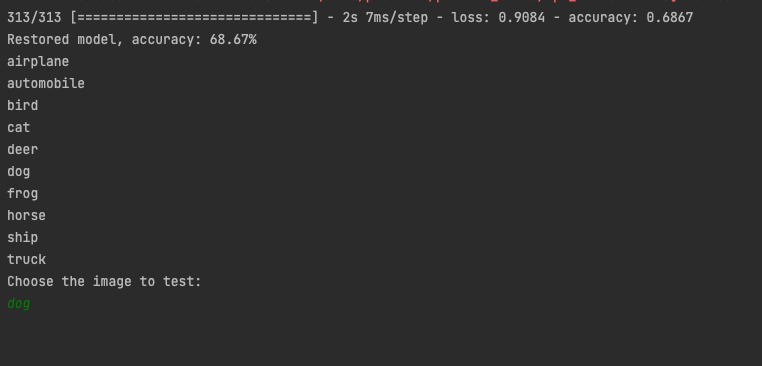 313/313 [==============================] - 2s 7ms/step - loss: 0.9084 - accuracy: 0.6867
Restored model, accuracy: 68.67%
airplane
automobile
bird
cat
deer
dog
frog
horse
ship
truck
Choose the image to test:
dog